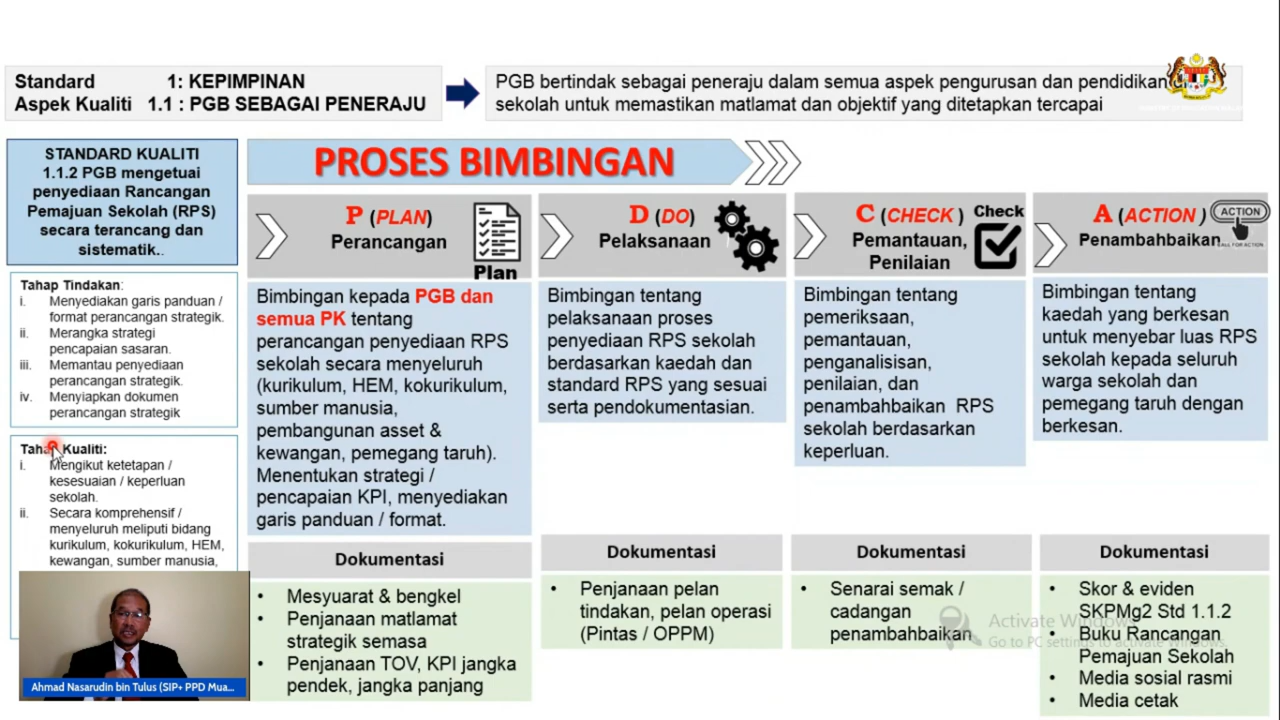 Standard 1: KEPIMPINAN
Aspek Kualiti 1.1 : PGB SEBAGAI PENERAJU
PGB bertindak sebagai peneraju dalam semua aspek pengurusan dan pendidikan
sekolah untuk memastikan matlamat dan objektif yang ditetapkan tercapai
STANDARD KUALITI
1.1.2 PGB mengetuai
penyediaan Rancangan
Pemajuan Sekolah (RPS)
secara terancang dan
sistematik..
Tahap Tindakan:
i. Menyediakan garis panduan /
format perancangan strategik.
ii. Merangka strategi
pencapaian sasaran.
iii. Memantau penyediaan
perancangan strategik.
iv. Menyiapkan dokumen
perancangan strategik
Tahap Kualiti:
i. Mengikut ketetapan /
kesesuaian / keperluan
sekolah.
ii. Secara komprehensif /
menyeluruh meliputi bidang
kurikulum, kokurikulum, HEM,
kewangan, sumber manusia,
Ahmad Nasarudin bin Tulus (SIP+ PPD Mua...
PROSES BIMBINGAN
P (PLAN)
Perancangan
Plan
Bimbingan kepada PGB dan
semua PK tentang
perancangan penyediaan RPS
sekolah secara menyeluruh
(kurikulum, HEM, kokurikulum,
sumber manusia,
pembangunan asset &
kewangan, pemegang taruh).
Menentukan strategi /
pencapaian KPI, menyediakan
garis panduan / format.
Dokumentasi
• Mesyuarat & bengkel
• Penjanaan matlamat
strategik semasa
• Penjanaan TOV, KPI jangka
pendek, jangka panjang
D (DO)
Pelaksanaan
Bimbingan tentang
pelaksanaan proses
penyediaan RPS sekolah
berdasarkan kaedah dan
standard RPS yang sesuai
serta pendokumentasian.
Dokumentasi
• Penjanaan pelan
tindakan, pelan operasi
(Pintas / OPPM)
C (CHECK )
Pemantauan,
Penilaian
Check
Bimbingan tentang
pemeriksaan,
pemantauan,
penganalisisan,
penilaian, dan
penambahbaikan RPS
sekolah berdasarkan
keperluan.
Dokumentasi
• Senarai semak /
cadangan
penambahbaikan
A (ACTION )
Penambahbaikan
ACTION
CALL FOR ACTION
Bimbingan tentang
kaedah yang berkesan
untuk menyebar luas RPS
sekolah kepada seluruh
warga sekolah dan
pemegang taruh dengan
berkesan.
Dokumentasi
• Skor & eviden
SKPMg2 Std 1.1.2
• Buku Rancangan
Pemajuan Sekolah
• Media sosial rasmi
• Media cetak
Activate Windows
Go to PC settings to activate Windows.